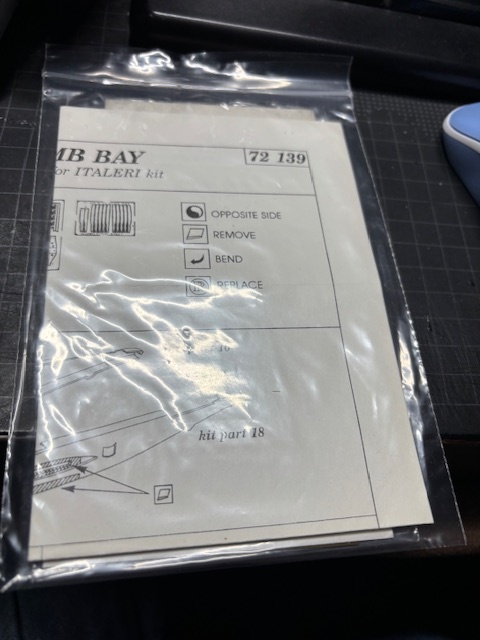 MB BAY
72 139
or ITALERI kit
OPPOSITE SIDE
REMOVE
BEND
REPLACE
kit part 18